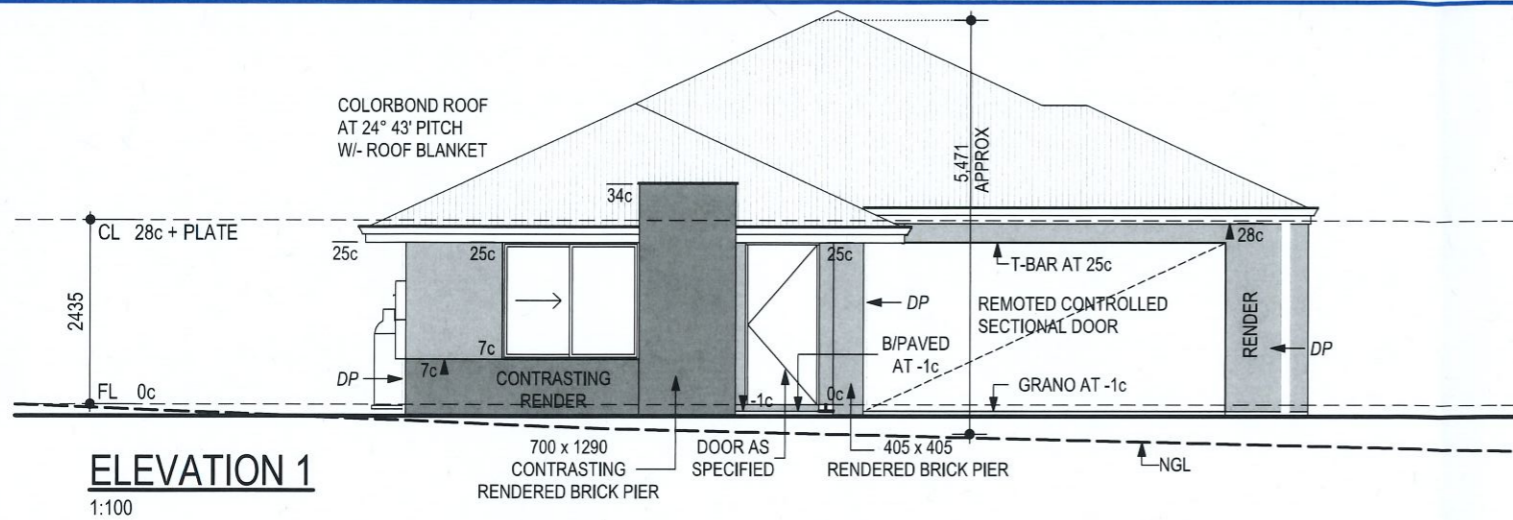 COLORBOND ROOF
AT 24° 43' PITCH
W/- ROOF BLANKET
5,471
APPROX
34c
CL 28c + PLATE
25c
25c
25c
28c
T-BAR AT 25c
2435
DP
REMOTED CONTROLLED
SECTIONAL DOOR
RENDER
DP
B/PAVED
AT -1c
7c
7c
DP
CONTRASTING
RENDER
GRANO AT -1c
FL 0c
-1c
0c
700 x 1290
CONTRASTING
RENDERED BRICK PIER
DOOR AS
SPECIFIED
405 x 405
RENDERED BRICK PIER
NGL
ELEVATION 1
1:100